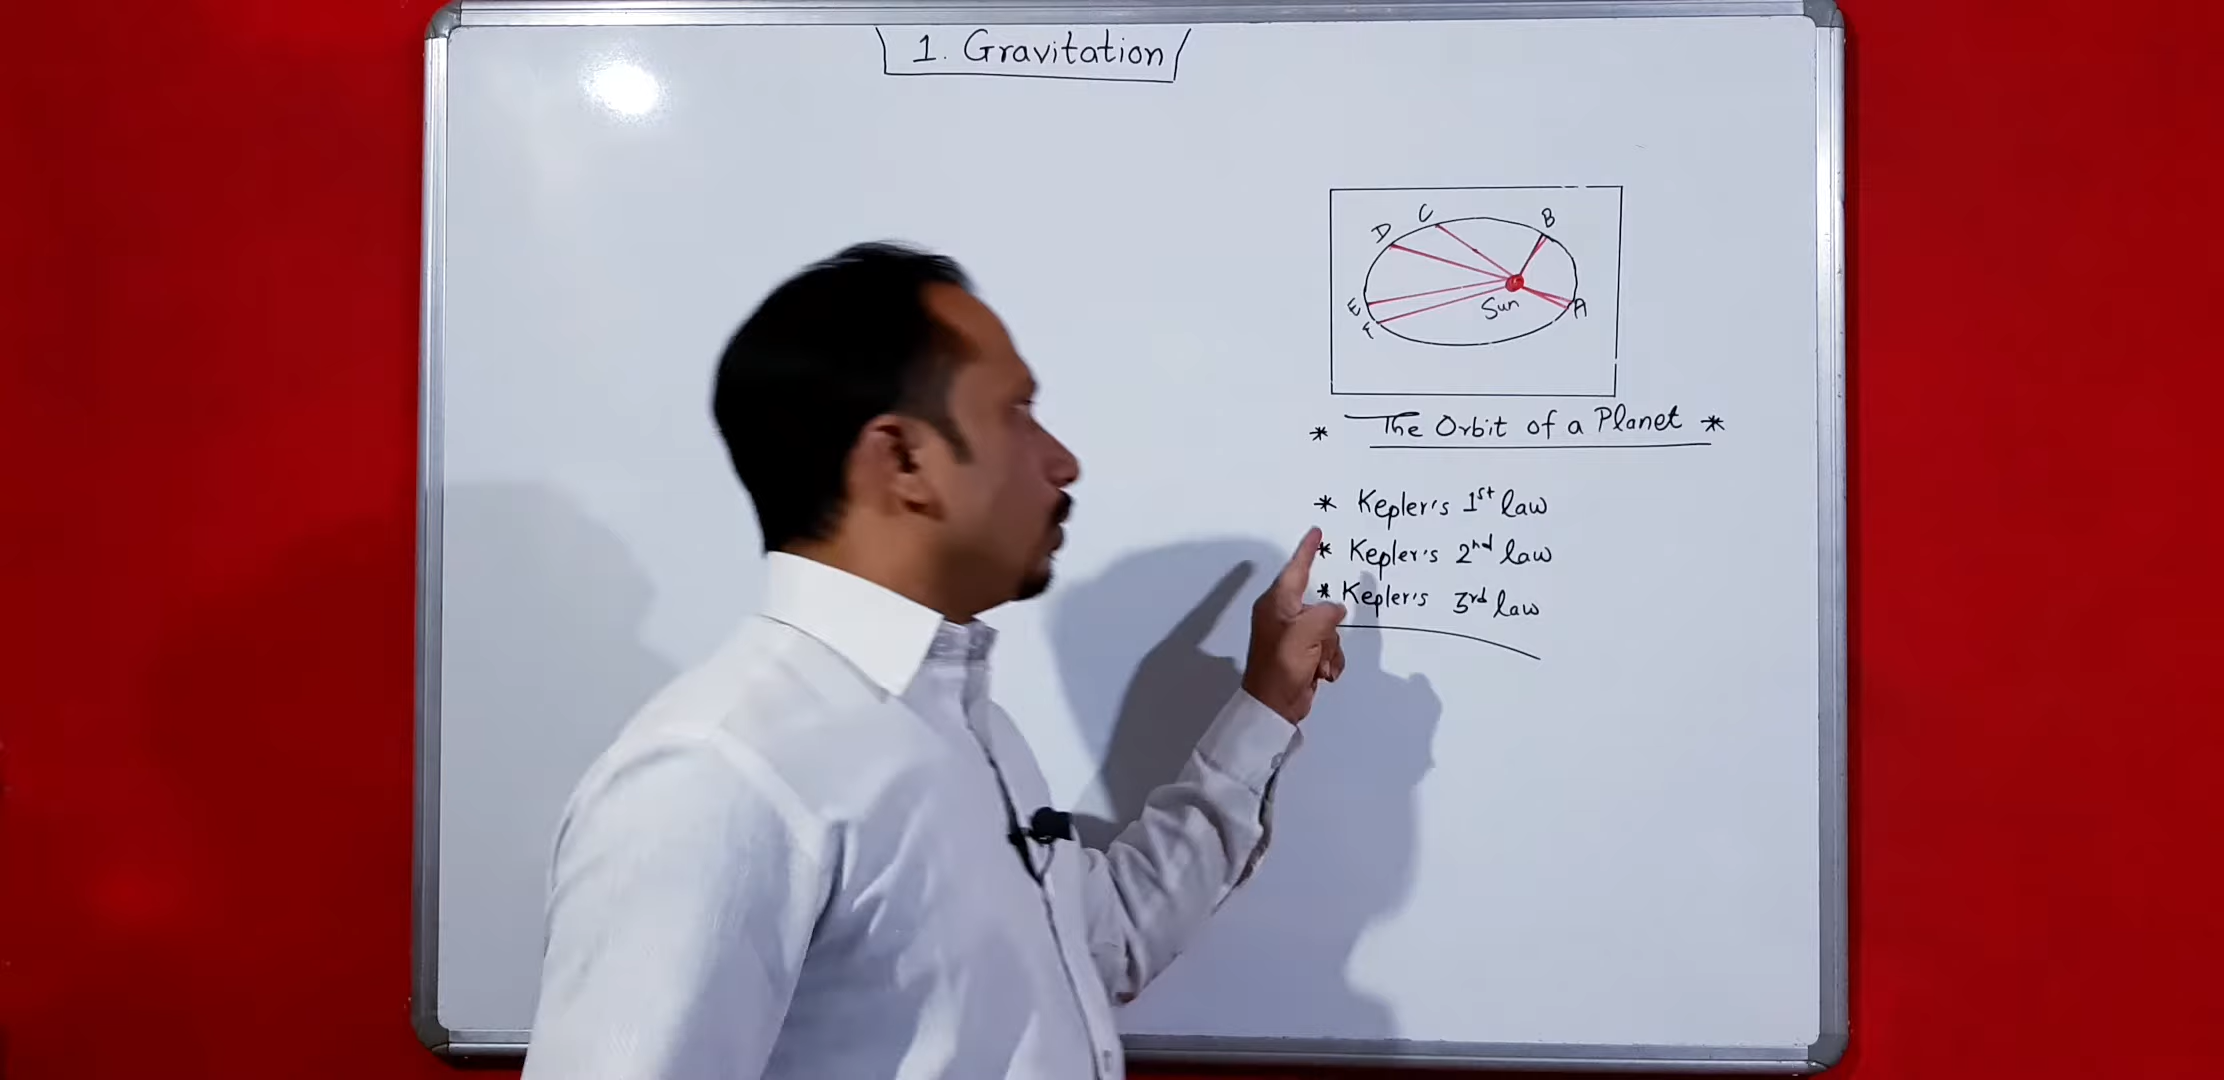 1. Gravitation
C
B
D
E
F
Sun
A
* The Orbit of a Planet *
* Kepler's 1st law
* Kepler's 2nd law
* Kepler's 3rd law